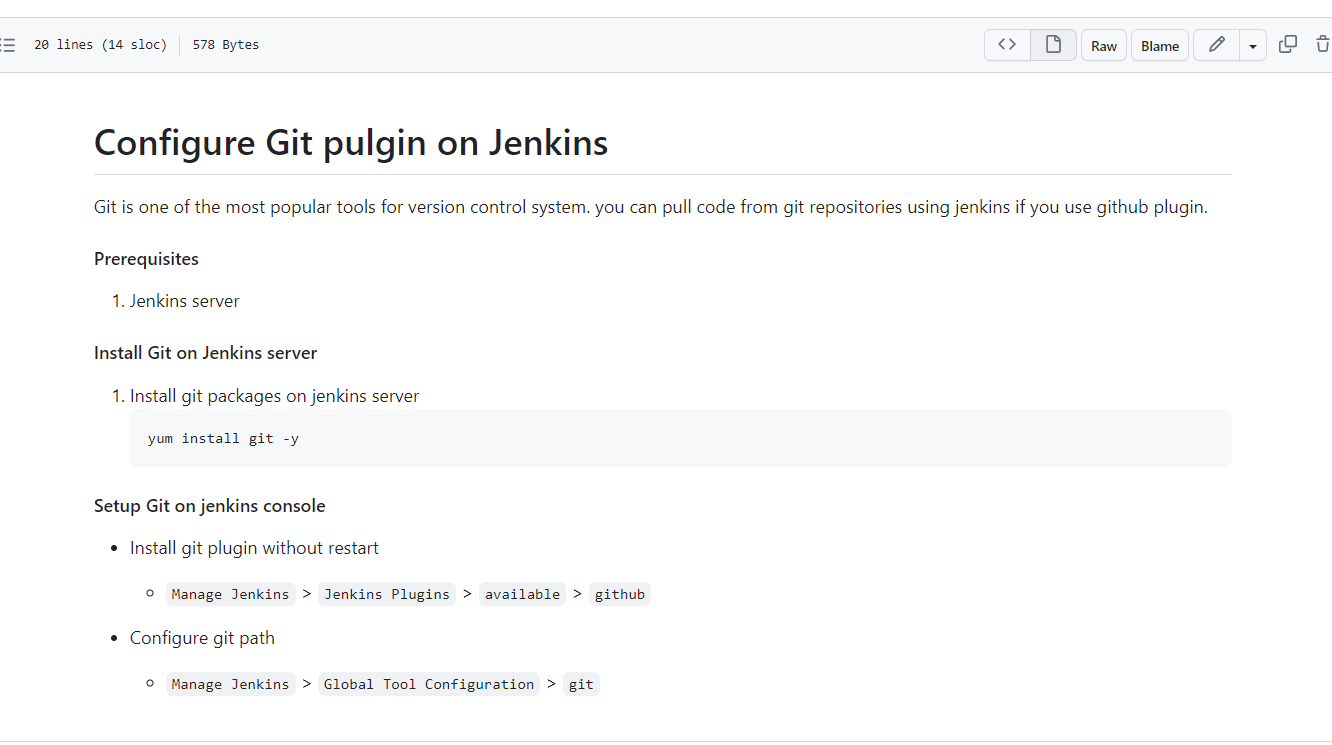 20 lines (14 sloc) 578 Bytes <> Raw Blame
Configure Git pulgin on Jenkins
Git is one of the most popular tools for version control system. you can pull code from git repositories using jenkins if you use github plugin.
Prerequisites
1. Jenkins server
Install Git on Jenkins server
1. Install git packages on jenkins server
yum install git -y
Setup Git on jenkins console
• Install git plugin without restart
○ Manage Jenkins > Jenkins Plugins > available > github
• Configure git path
○ Manage Jenkins > Global Tool Configuration > git